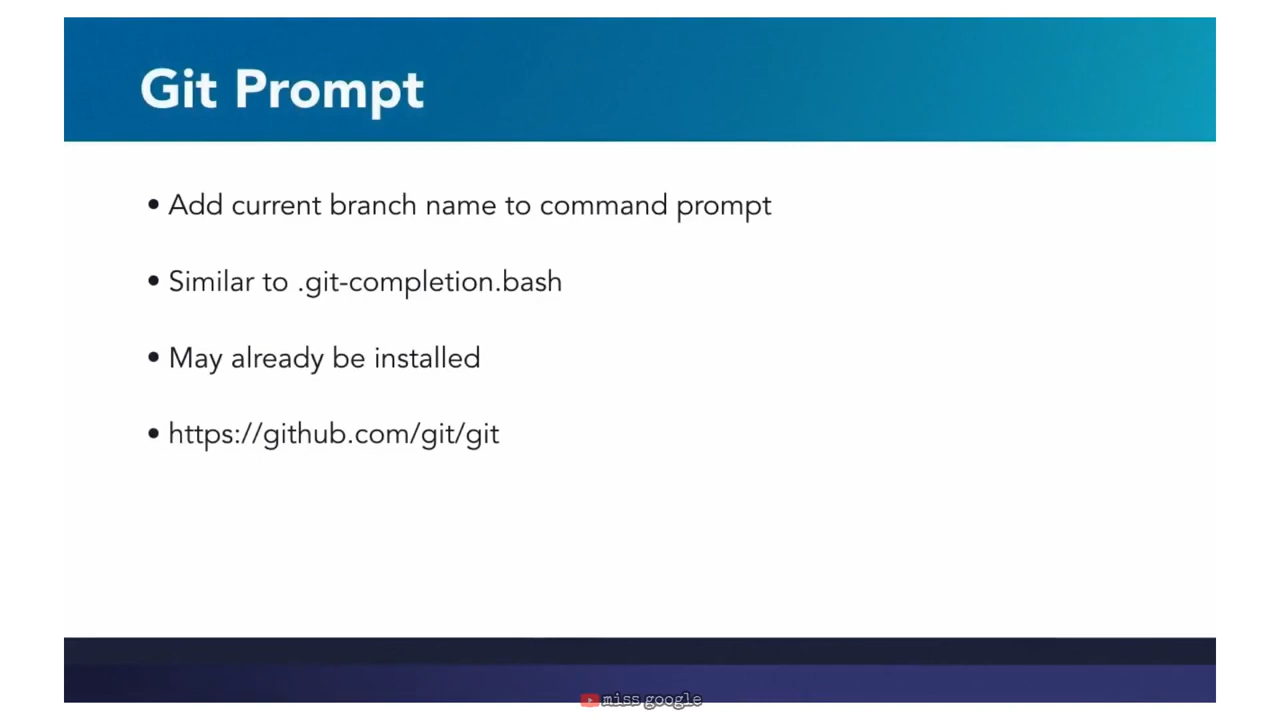 Git Prompt
• Add current branch name to command prompt
• Similar to .git-completion.bash
• May already be installed
• https://github.com/git/git
miss google